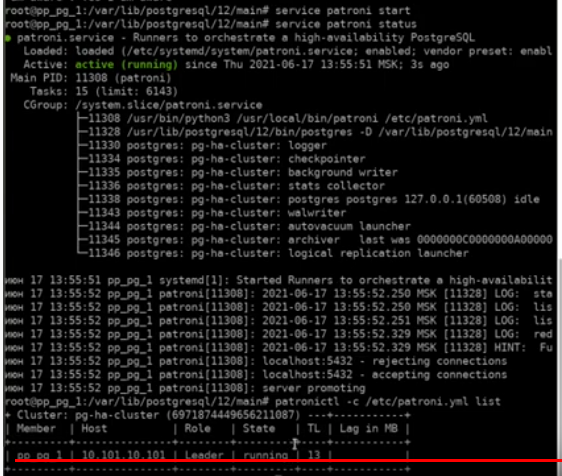 root@pp_pg_1:/var/lib/postgresql/12/main# service patroni start
root@pp_pg_1:/var/lib/postgresql/12/main# service patroni status
● patroni.service - Runners to orchestrate a high-availability PostgreSQL
Loaded: loaded (/etc/systemd/system/patroni.service; enabled; vendor preset: enabl
Active: active (running) since Thu 2021-06-17 13:55:51 MSK; 3s ago
Main PID: 11308 (patroni)
Tasks: 15 (limit: 6143)
CGroup: /system.slice/patroni.service
├─11308 /usr/bin/python3 /usr/local/bin/patroni /etc/patroni.yml
├─11328 /usr/lib/postgresql/12/bin/postgres -D /var/lib/postgresql/12/main
├─11330 postgres: pg-ha-cluster: logger
├─11334 postgres: pg-ha-cluster: checkpointer
├─11335 postgres: pg-ha-cluster: background writer
├─11336 postgres: pg-ha-cluster: stats collector
├─11338 postgres: pg-ha-cluster: postgres postgres 127.0.0.1(60508) idle
├─11343 postgres: pg-ha-cluster: walwriter
├─11344 postgres: pg-ha-cluster: autovacuum launcher
├─11345 postgres: pg-ha-cluster: archiver last was 0000000C0000000A00000
└─11346 postgres: pg-ha-cluster: logical replication launcher
июн 17 13:55:51 pp_pg_1 systemd[1]: Started Runners to orchestrate a high-availabilit
июн 17 13:55:52 pp_pg_1 patroni[11308]: 2021-06-17 13:55:52.250 MSK [11328] LOG: sta
июн 17 13:55:52 pp_pg_1 patroni[11308]: 2021-06-17 13:55:52.250 MSK [11328] LOG: lis
июн 17 13:55:52 pp_pg_1 patroni[11308]: 2021-06-17 13:55:52.251 MSK [11328] LOG: lis
июн 17 13:55:52 pp_pg_1 patroni[11308]: 2021-06-17 13:55:52.329 MSK [11328] LOG: red
июн 17 13:55:52 pp_pg_1 patroni[11308]: 2021-06-17 13:55:52.329 MSK [11328] HINT: Fu
июн 17 13:55:52 pp_pg_1 patroni[11308]: localhost:5432 - rejecting connections
июн 17 13:55:52 pp_pg_1 patroni[11308]: localhost:5432 - accepting connections
июн 17 13:55:52 pp_pg_1 patroni[11308]: server promoting
root@pp_pg_1:/var/lib/postgresql/12/main# patronictl -c /etc/patroni.yml list
+ Cluster: pg-ha-cluster (6971874449656211087) ---+-----------+
| Member | Host | Role | State | TL | Lag in MB |
+---------+---------------+--------+---------+----+-----------+
| pp_pg_1 | 10.101.10.101 | Leader | running | 13 | |